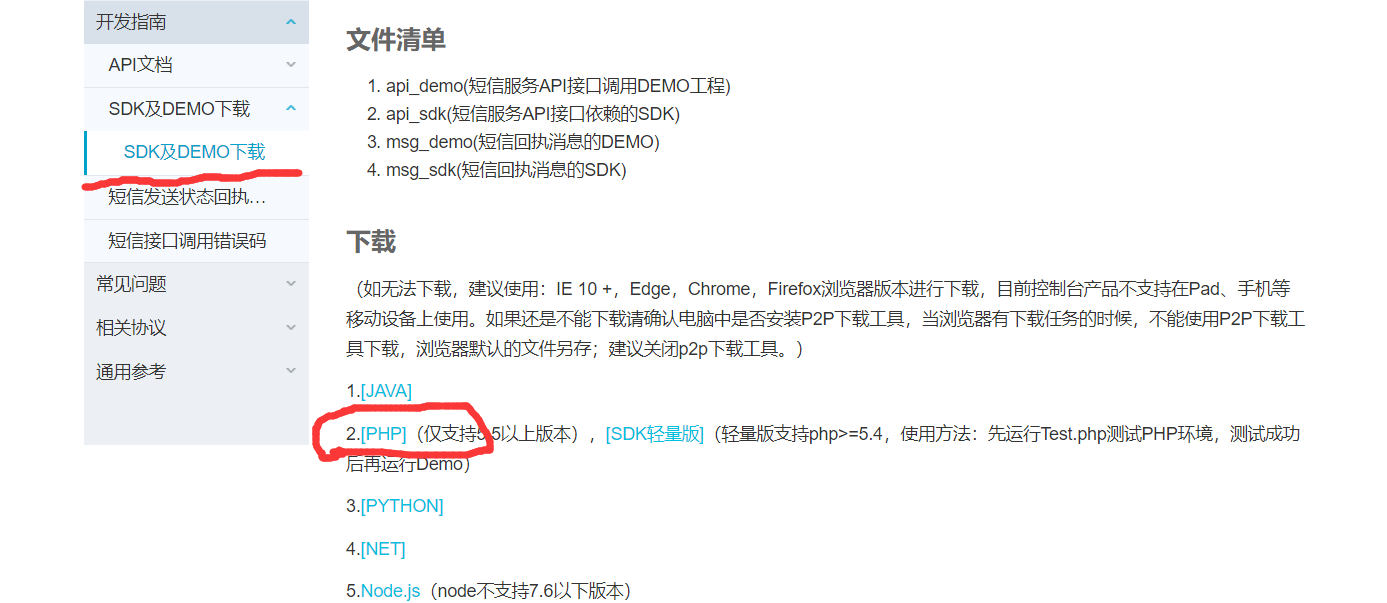 开发指南
API文档
SDK及DEMO下载
SDK及DEMO下载
短信发送状态回执…
短信接口调用错误码
常见问题
相关协议
通用参考
文件清单
1. api_demo(短信服务API接口调用DEMO工程)
2. api_sdk(短信服务API接口依赖的SDK)
3. msg_demo(短信回执消息的DEMO)
4. msg_sdk(短信回执消息的SDK)
下载
（如无法下载，建议使用：IE 10 +，Edge，Chrome，Firefox浏览器版本进行下载，目前控制台产品不支持在Pad、手机等
移动设备上使用。如果还是不能下载请确认电脑中是否安装P2P下载工具，当浏览器有下载任务的时候，不能使用P2P下载工
具下载，浏览器默认的文件另存；建议关闭p2p下载工具。）
1.[JAVA]
2.[PHP]（仅支持5.5以上版本），[SDK轻量版]（轻量版支持php>=5.4，使用方法：先运行Test.php测试PHP环境，测试成功
后再运行Demo）
3.[PYTHON]
4.[NET]
5.Node.js（node不支持7.6以下版本）